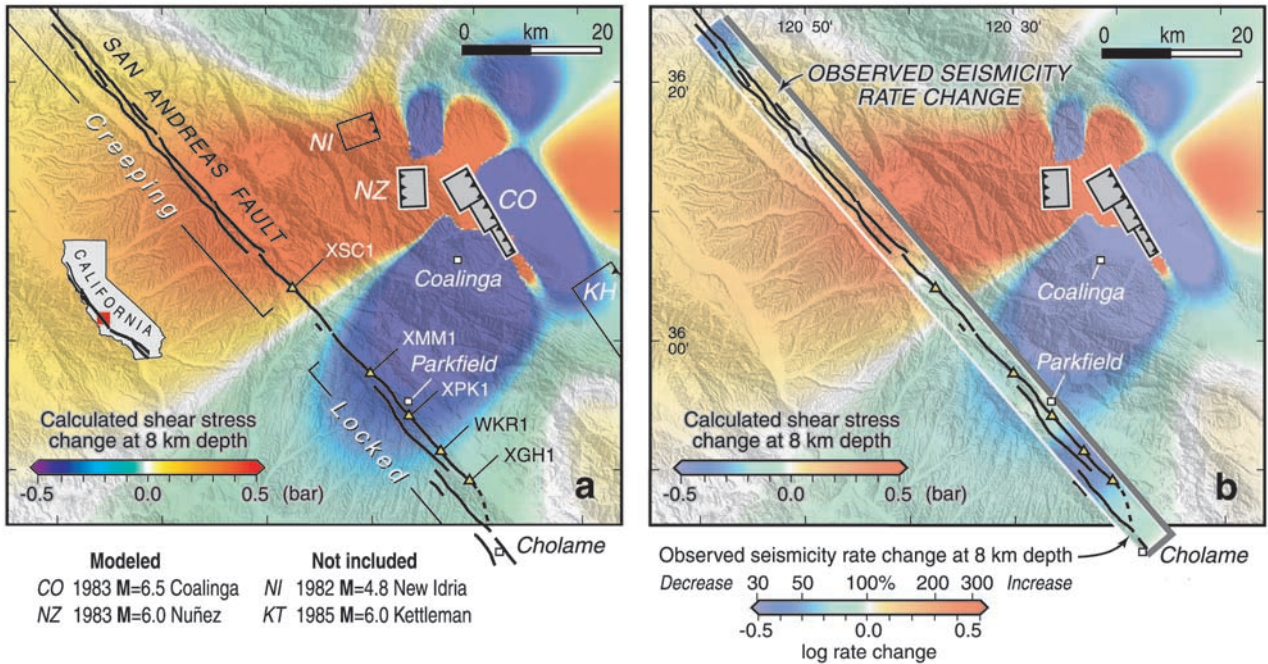 km
0 20
SAN ANDREAS FAULT
Creeping
NI
NZ
CO
XSC1
Coalinga
KH
CALIFORNIA
XMM1
Parkfield
XPK1
Locked
WKR1
XGH1
Calculated shear stress
change at 8 km depth
-0.5 0.0 0.5 (bar)
a
Cholame
Modeled
CO 1983 M=6.5 Coalinga
NZ 1983 M=6.0 Nuñez
Not included
NI 1982 M=4.8 New Idria
KT 1985 M=6.0 Kettleman
120 50' 120 30'
km
0 20
36
20'
OBSERVED SEISMICITY
RATE CHANGE
Coalinga
36
00'
Parkfield
Calculated shear stress
change at 8 km depth
-0.5 0.0 0.5 (bar)
b
Cholame
Observed seismicity rate change at 8 km depth
Decrease 30 50 100% 200 300 Increase
-0.5 0.0 0.5
log rate change